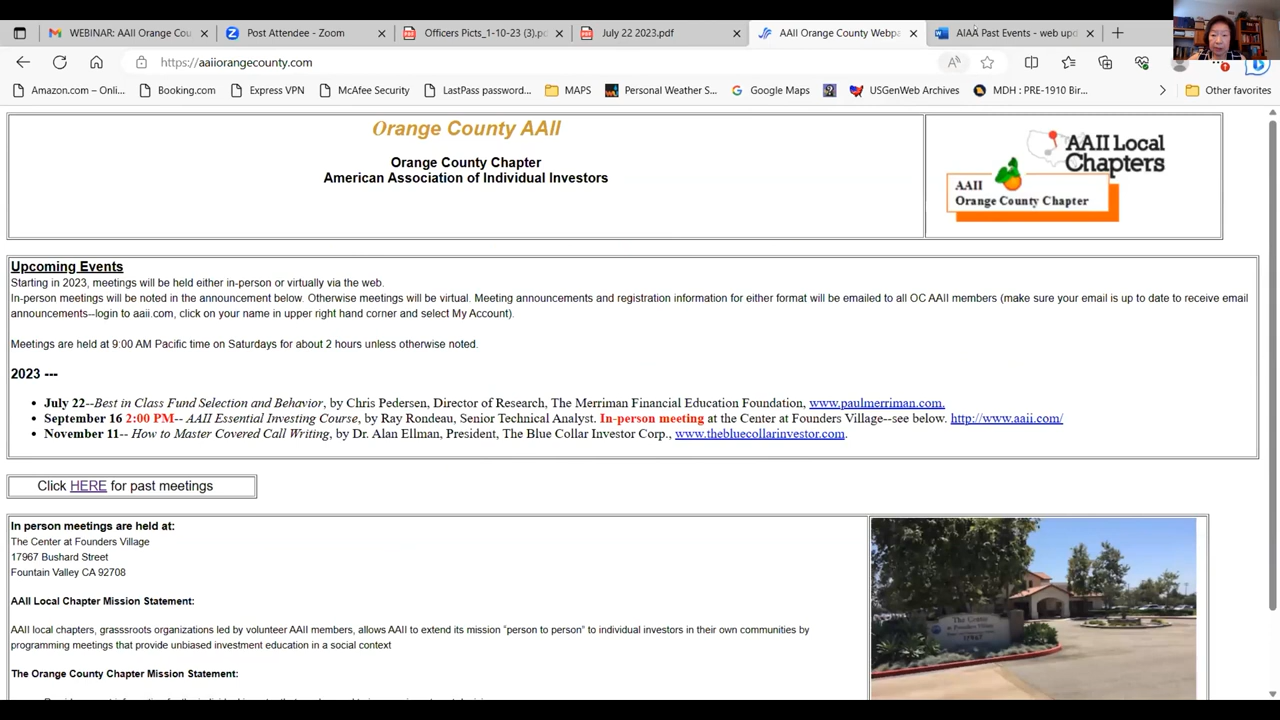 WEBINAR: AAII Orange Cou
Post Attendee - Zoom
Officers Picts_1-10-23 (3).p
July 22 2023.pdf
AAII Orange County Webpa
AIAA Past Events - web upd
https://aaiiorangecounty.com
Amazon.com – Onli...
Booking.com
Express VPN
McAfee Security
LastPass password...
MAPS
Personal Weather S...
Google Maps
USGenWeb Archives
MDH : PRE-1910 Bir...
Other favorites
Orange County AAII
Orange County Chapter
American Association of Individual Investors
AAII Local
Chapters
AAII
Orange County Chapter
Upcoming Events
Starting in 2023, meetings will be held either in-person or virtually via the web.
In-person meetings will be noted in the announcement below. Otherwise meetings will be virtual. Meeting announcements and registration information for either format will be emailed to all OC AAII members (make sure your email is up to date to receive email
announcements--login to aaii.com, click on your name in upper right hand corner and select My Account).
Meetings are held at 9:00 AM Pacific time on Saturdays for about 2 hours unless otherwise noted.
2023 ---
• July 22--Best in Class Fund Selection and Behavior, by Chris Pedersen, Director of Research, The Merriman Financial Education Foundation, www.paulmerriman.com.
• September 16 2:00 PM-- AAII Essential Investing Course, by Ray Rondeau, Senior Technical Analyst. In-person meeting at the Center at Founders Village--see below. http://www.aaii.com/
• November 11-- How to Master Covered Call Writing, by Dr. Alan Ellman, President, The Blue Collar Investor Corp., www.thebluecollarinvestor.com.
Click HERE for past meetings
In person meetings are held at:
The Center at Founders Village
17967 Bushard Street
Fountain Valley CA 92708
AAII Local Chapter Mission Statement:
AAII local chapters, grasssroots organizations led by volunteer AAII members, allows AAII to extend its mission “person to person” to individual investors in their own communities by
programming meetings that provide unbiased investment education in a social context
The Orange County Chapter Mission Statement:
The Center
at Founders Village
17967